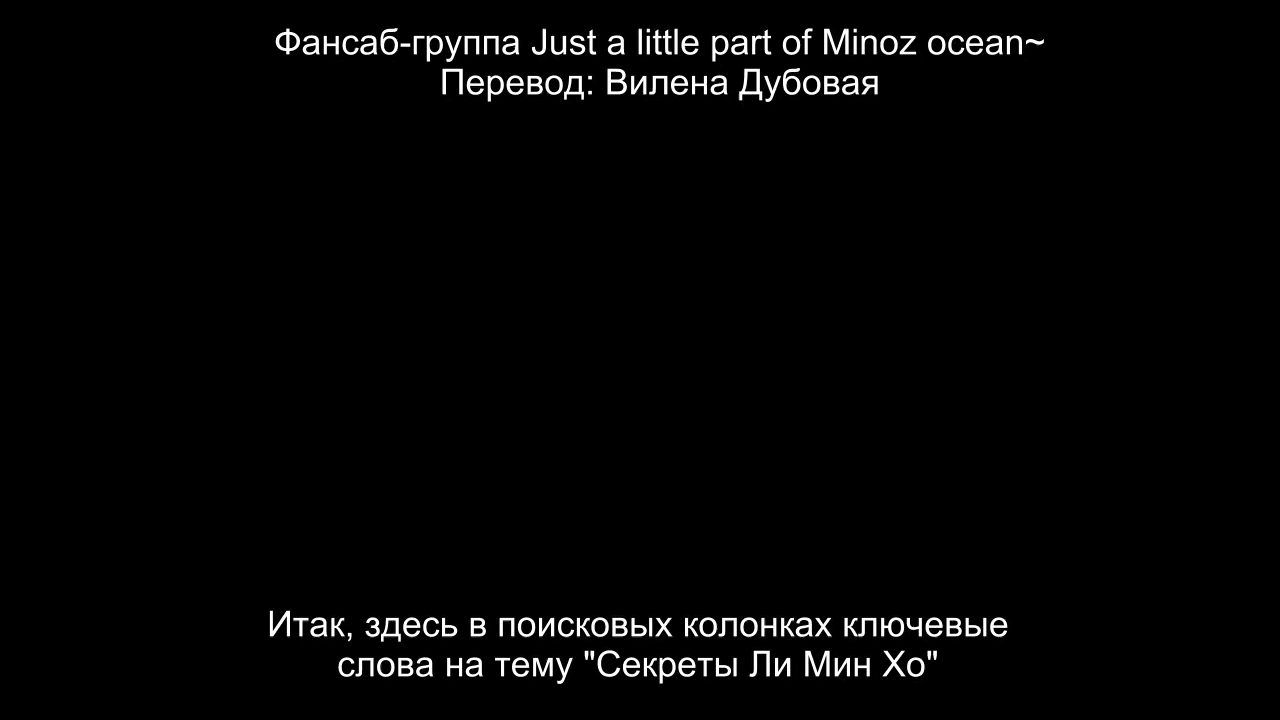 Фансаб-группа Just a little part of Minoz ocean~
Перевод: Вилена Дубовая
Итак, здесь в поисковых колонках ключевые
слова на тему "Секреты Ли Мин Хо"